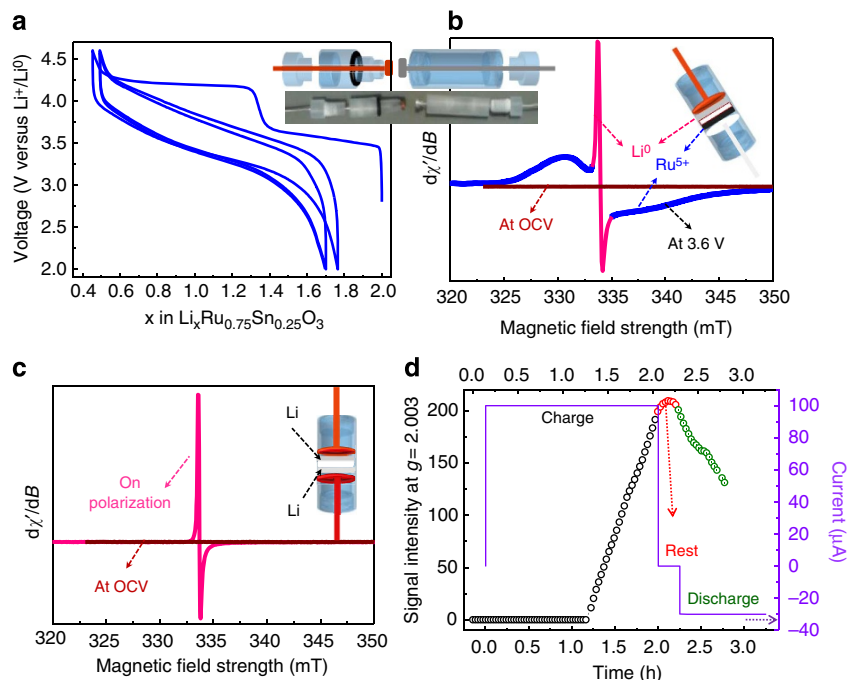 a
Voltage (V versus Li⁺/Li⁰)
4.5
4.0
3.5
3.0
2.5
2.0
0.4 0.6 0.8 1.0 1.2 1.4 1.6 1.8 2.0
x in LiₓRu₀.₇₅Sn₀.₂₅O₃
b
dχ′/dB
Li⁰
Ru⁵⁺
At OCV
At 3.6 V
320 325 330 335 340 345 350
Magnetic field strength (mT)
c
dχ′/dB
Li
Li
On
polarization
At OCV
320 325 330 335 340 345 350
Magnetic field strength (mT)
d
0.0 0.5 1.0 1.5 2.0 2.5 3.0
Signal intensity at g = 2.003
200
150
100
50
0
Charge
Rest
Discharge
100
80
60
40
20
0
−20
−40
Current (μA)
0.0 0.5 1.0 1.5 2.0 2.5 3.0
Time (h)